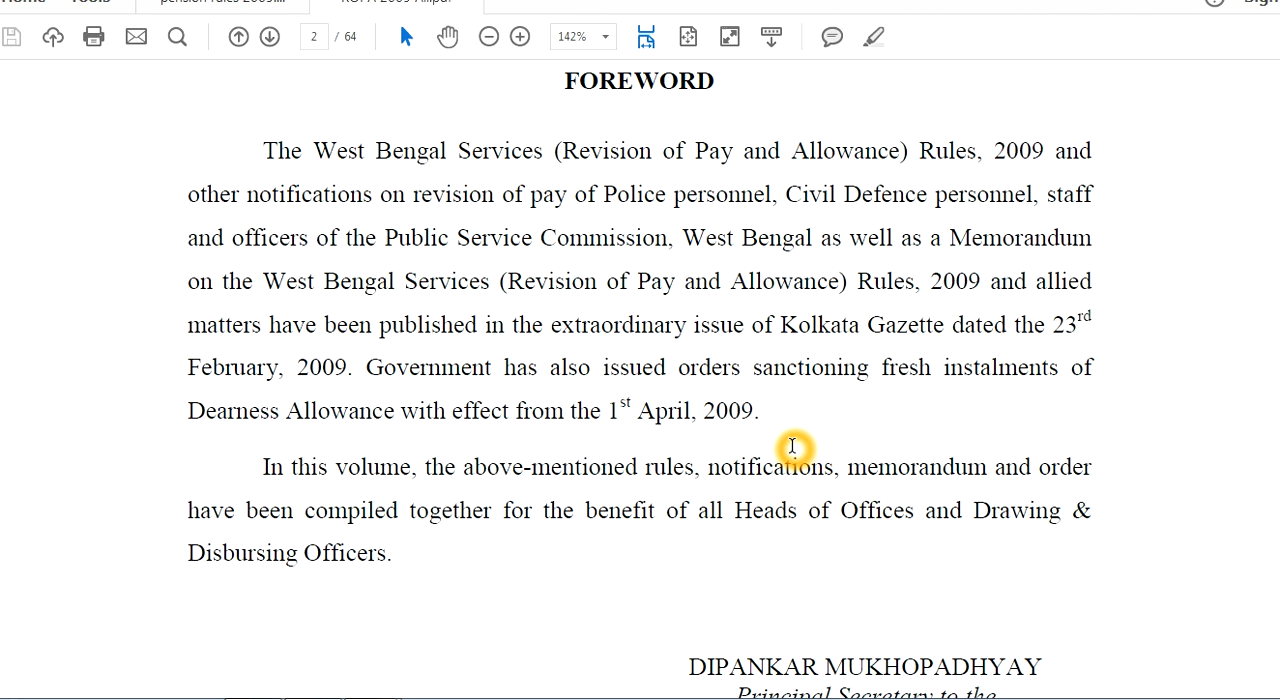 Tools
2 / 64
142%
FOREWORD
The West Bengal Services (Revision of Pay and Allowance) Rules, 2009 and
other notifications on revision of pay of Police personnel, Civil Defence personnel, staff
and officers of the Public Service Commission, West Bengal as well as a Memorandum
on the West Bengal Services (Revision of Pay and Allowance) Rules, 2009 and allied
matters have been published in the extraordinary issue of Kolkata Gazette dated the 23rd
February, 2009. Government has also issued orders sanctioning fresh instalments of
Dearness Allowance with effect from the 1st April, 2009.
In this volume, the above-mentioned rules, notifications, memorandum and order
have been compiled together for the benefit of all Heads of Offices and Drawing &
Disbursing Officers.
DIPANKAR MUKHOPADHYAY
Principal Secretary to the